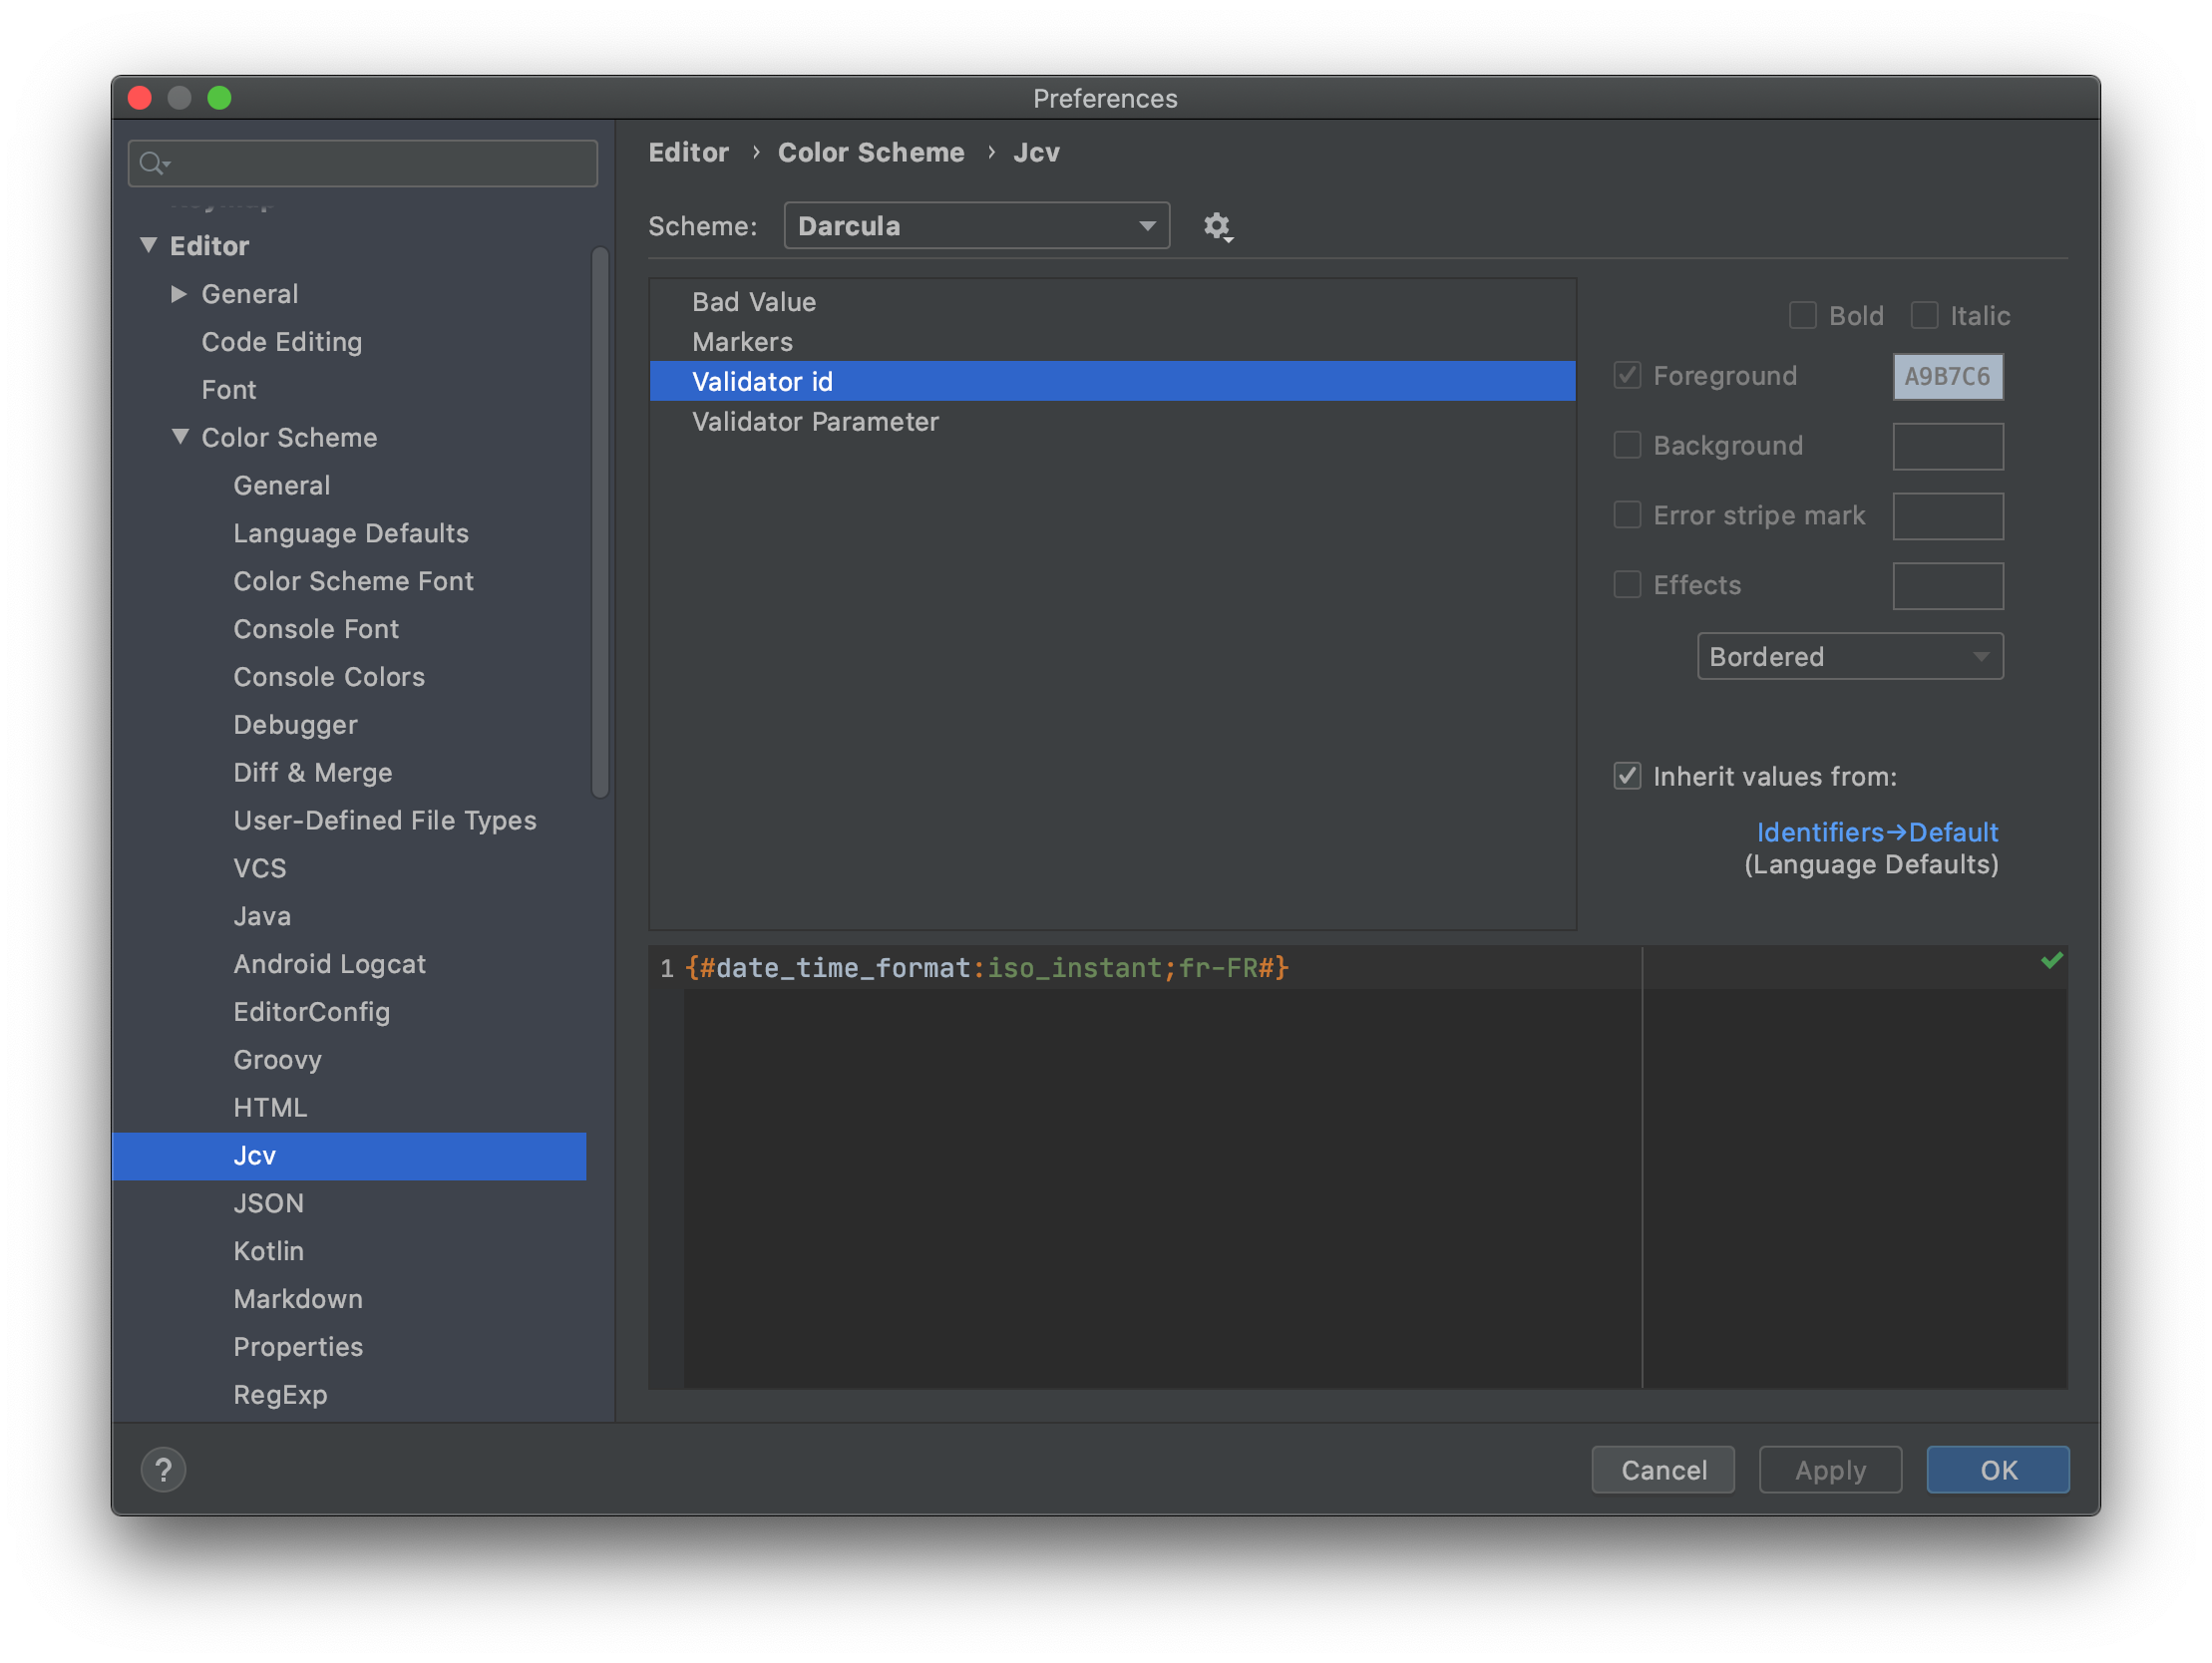 Preferences
Keymap
Editor
General
Code Editing
Font
Color Scheme
General
Language Defaults
Color Scheme Font
Console Font
Console Colors
Debugger
Diff & Merge
User-Defined File Types
VCS
Java
Android Logcat
EditorConfig
Groovy
HTML
Jcv
JSON
Kotlin
Markdown
Properties
RegExp
Editor › Color Scheme › Jcv
Scheme: Darcula
Bad Value
Markers
Validator id
Validator Parameter
Bold Italic
Foreground A9B7C6
Background
Error stripe mark
Effects
Bordered
Inherit values from:
Identifiers→Default
(Language Defaults)
1 {#date_time_format:iso_instant;fr-FR#}
? Cancel Apply OK